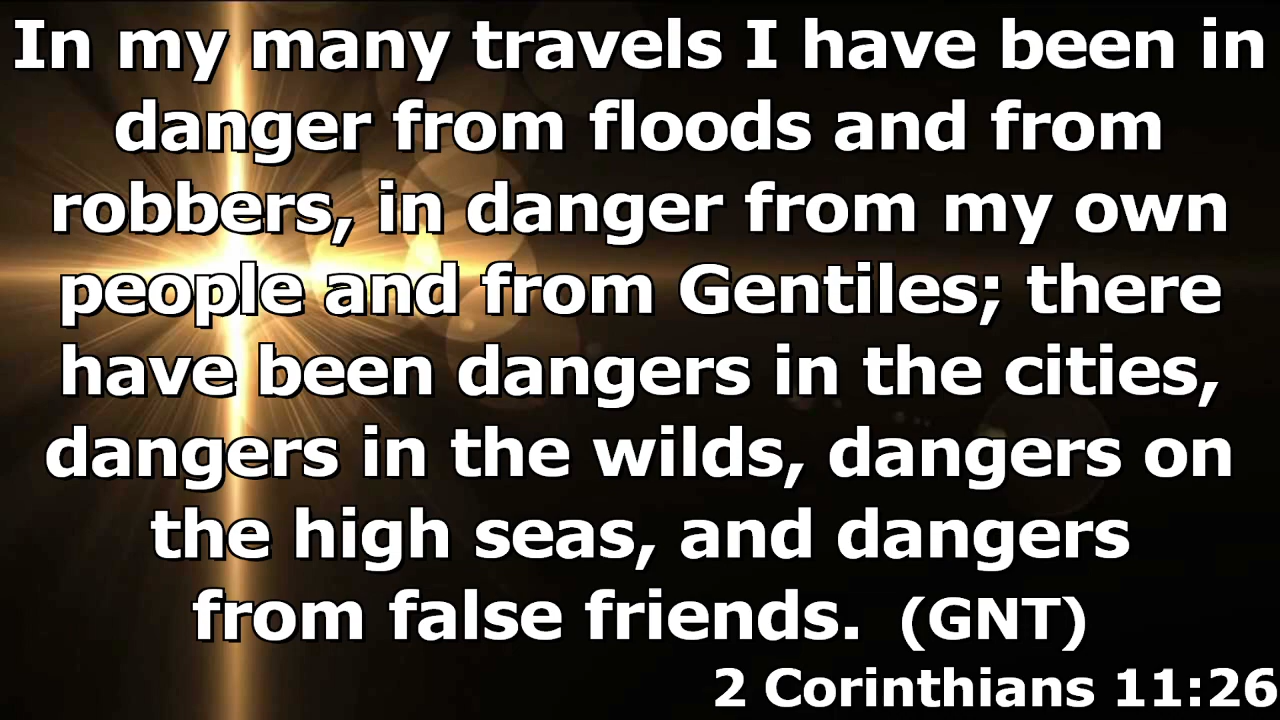 In my many travels I have been in
danger from floods and from
robbers, in danger from my own
people and from Gentiles; there
have been dangers in the cities,
dangers in the wilds, dangers on
the high seas, and dangers
from false friends. (GNT)
2 Corinthians 11:26